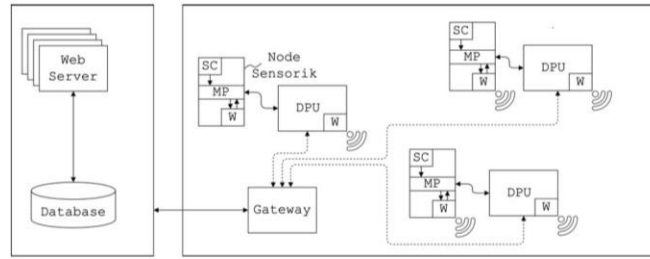 Web
Server
Database
SC
MP
W
Node
Sensorik
DPU
W
Gateway
SC
MP
W
DPU
W
SC
MP
W
DPU
W